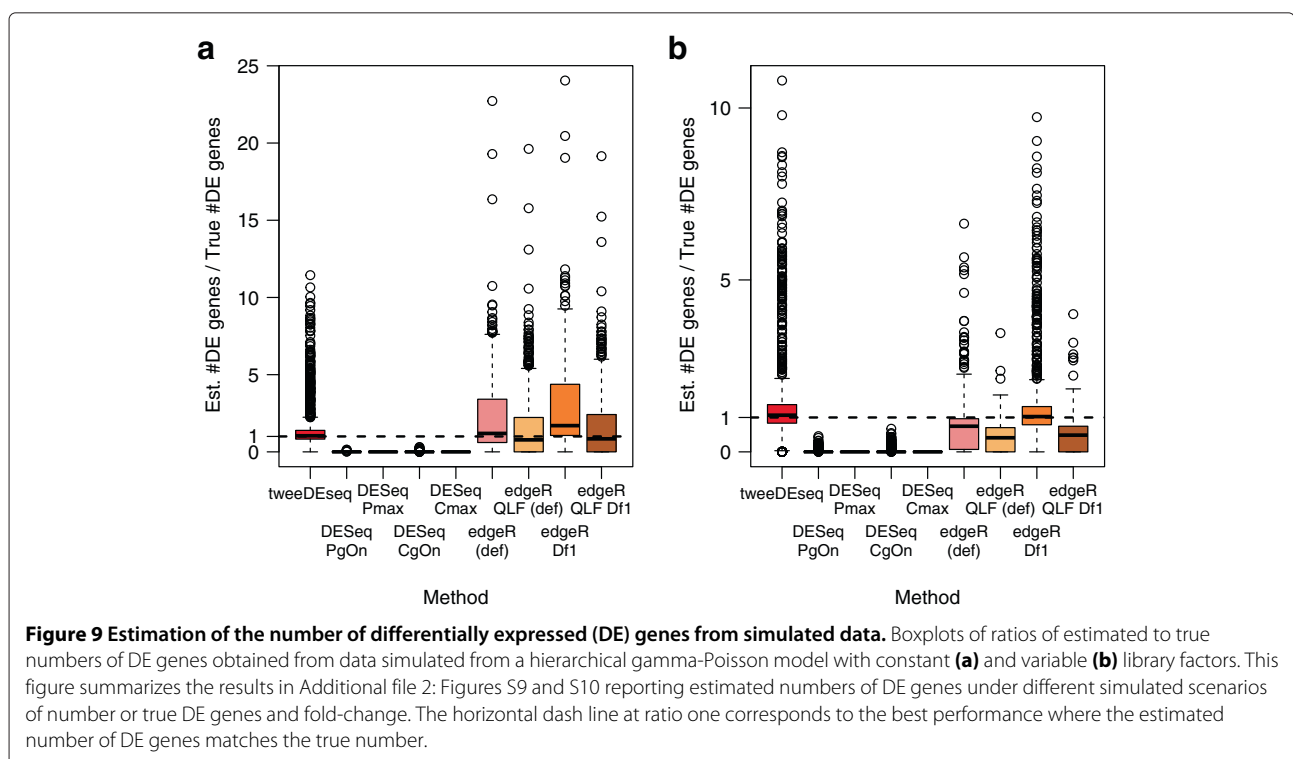 a
b
Est. #DE genes / True #DE genes
25
20
15
10
5
1
0
tweeDEseq
DESeq
PgOn
DESeq
Pmax
DESeq
CgOn
DESeq
Cmax
edgeR
(def)
edgeR
QLF (def)
edgeR
Df1
edgeR
QLF Df1
Method
Est. #DE genes / True #DE genes
10
5
1
0
tweeDEseq
DESeq
PgOn
DESeq
Pmax
DESeq
CgOn
DESeq
Cmax
edgeR
(def)
edgeR
QLF (def)
edgeR
Df1
edgeR
QLF Df1
Method
Figure 9 Estimation of the number of differentially expressed (DE) genes from simulated data. Boxplots of ratios of estimated to true
numbers of DE genes obtained from data simulated from a hierarchical gamma-Poisson model with constant (a) and variable (b) library factors. This
figure summarizes the results in Additional file 2: Figures S9 and S10 reporting estimated numbers of DE genes under different simulated scenarios
of number or true DE genes and fold-change. The horizontal dash line at ratio one corresponds to the best performance where the estimated
number of DE genes matches the true number.